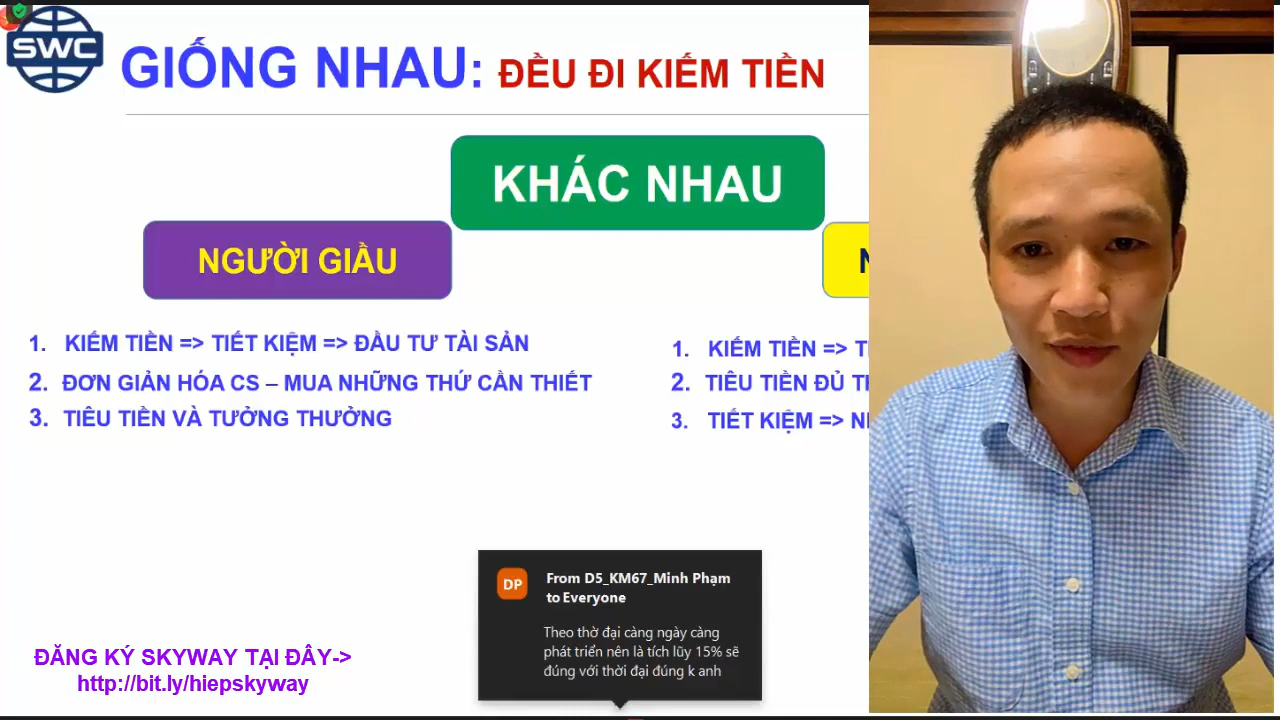 SWC
GIỐNG NHAU: ĐỀU ĐI KIẾM TIỀN
KHÁC NHAU
NGƯỜI GIẦU
1. KIẾM TIỀN => TIẾT KIỆM => ĐẦU TƯ TÀI SẢN
2. ĐƠN GIẢN HÓA CS – MUA NHỮNG THỨ CẦN THIẾT
3. TIÊU TIỀN VÀ TƯỞNG THƯỞNG
1. KIẾM TIỀN =>
2. TIÊU TIỀN ĐỦ
3. TIẾT KIỆM =>
DP
From D5_KM67_Minh Phạm
to Everyone
Theo thờ đại càng ngày càng
phát triển nên là tích lũy 15% sẽ
đúng với thời đại đúng k anh
ĐĂNG KÝ SKYWAY TẠI ĐÂY->
http://bit.ly/hiepskyway